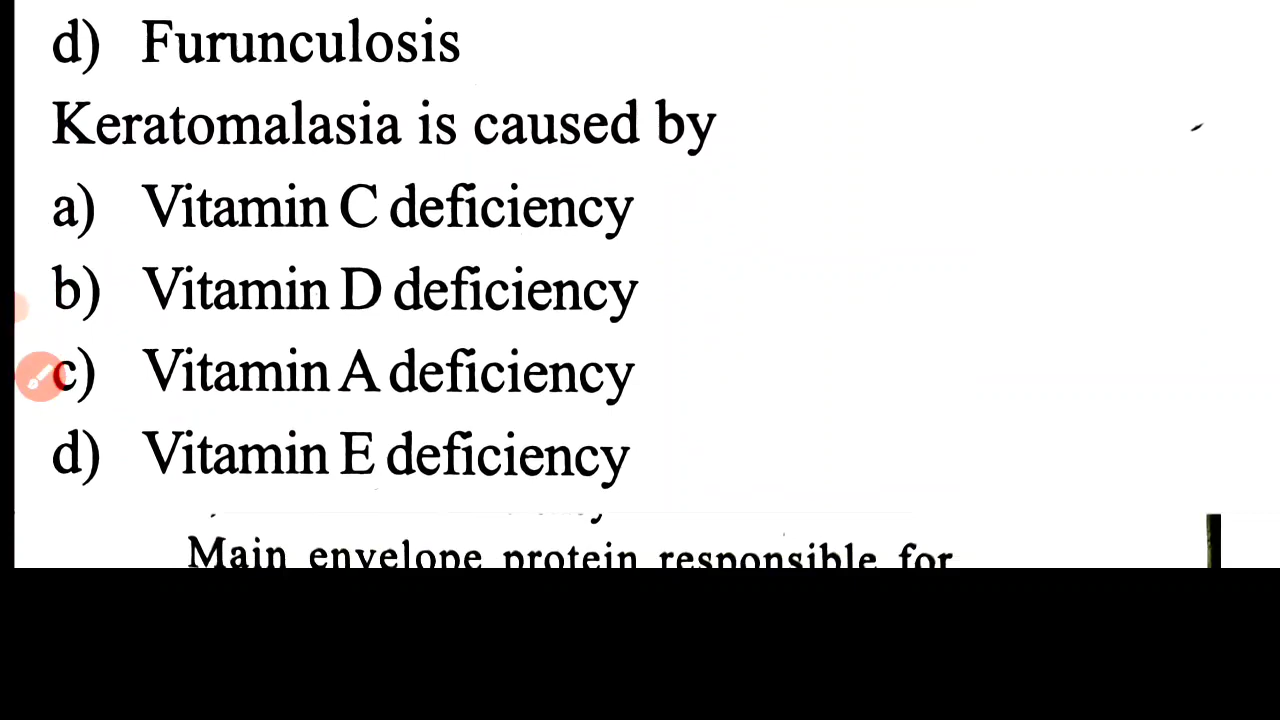 d) Furunculosis
Keratomalasia is caused by
a) Vitamin C deficiency
b) Vitamin D deficiency
c) Vitamin A deficiency
d) Vitamin E deficiency
Main envelope protein responsible for